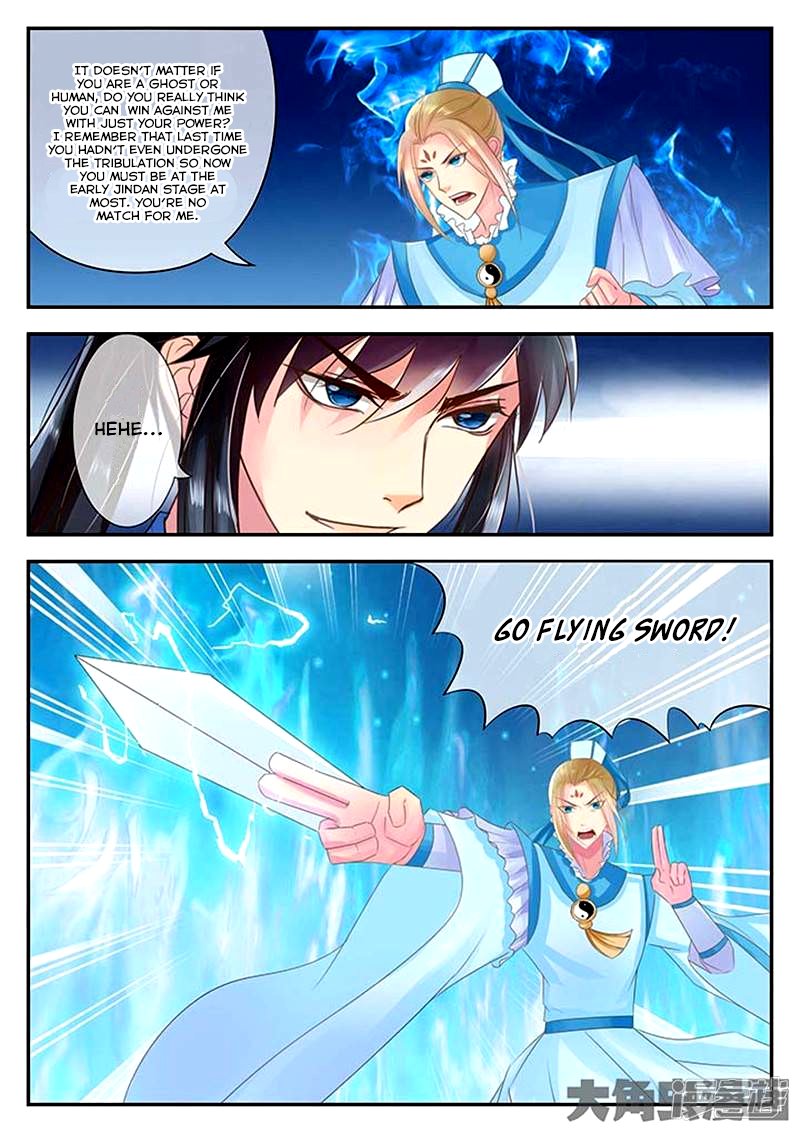 IT DOESN'T MATTER IF
YOU ARE A GHOST OR
HUMAN, DO YOU REALLY THINK
YOU CAN WIN AGAINST ME
WITH JUST YOUR POWER?
I REMEMBER THAT LAST TIME
YOU HADN'T EVEN UNDERGONE
THE TRIBULATION SO NOW
YOU MUST BE AT THE
EARLY JINDAN STAGE AT
MOST. YOU'RE NO
MATCH FOR ME.
HEHE...
GO FLYING SWORD!
大角虫